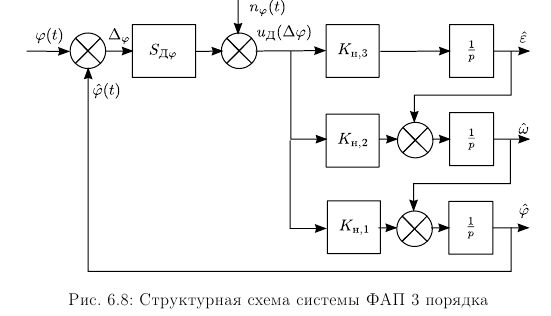 n_φ(t)
φ(t) Δ_φ S_Дφ u_Д(Δφ) K_н,3 1/p ε̂
φ̂(t)
K_н,2 1/p ω̂
K_н,1 1/p φ̂
Рис. 6.8: Структурная схема системы ФАП 3 порядка